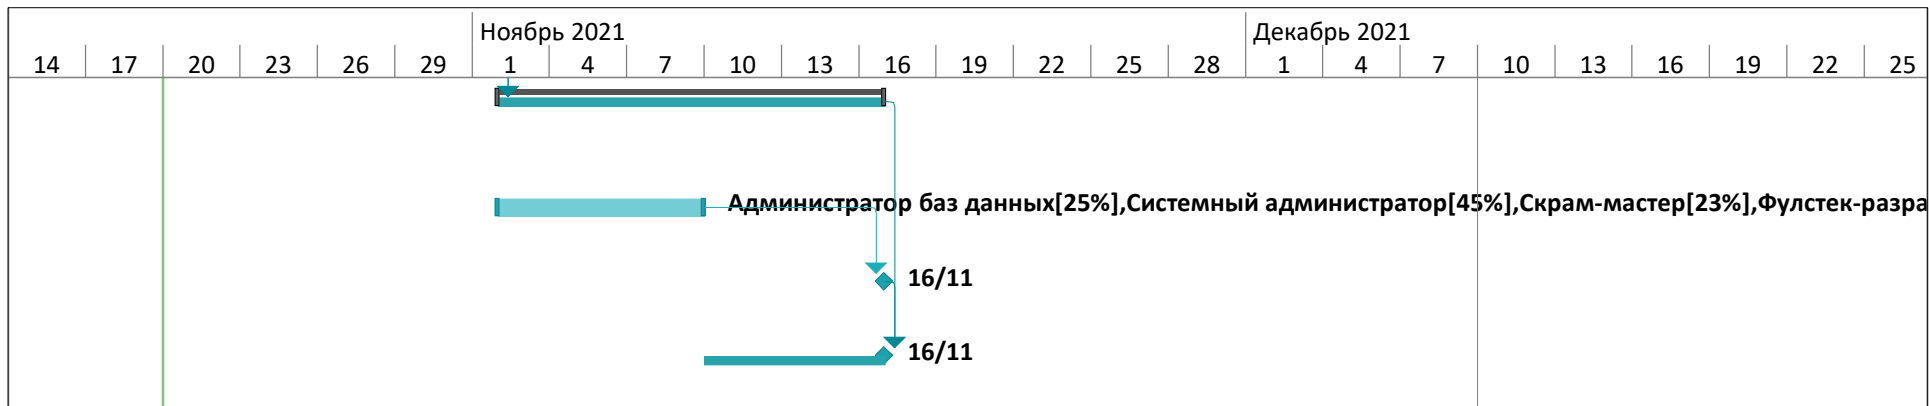 Ноябрь 2021 Декабрь 2021
14 17 20 23 26 29 1 4 7 10 13 16 19 22 25 28 1 4 7 10 13 16 19 22 25
Администратор баз данных[25%],Системный администратор[45%],Скрам-мастер[23%],Фулстек-разра
16/11
16/11